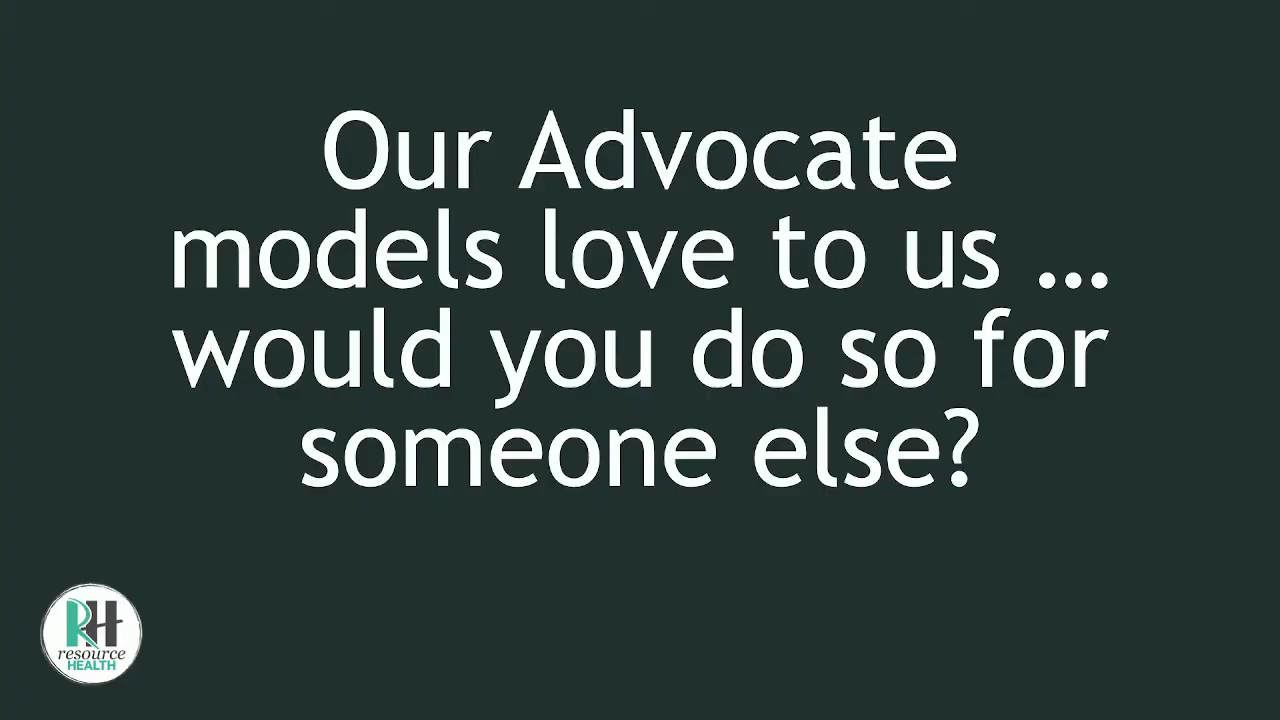 Our Advocate
models love to us ...
would you do so for
someone else?
RH
resource
HEALTH